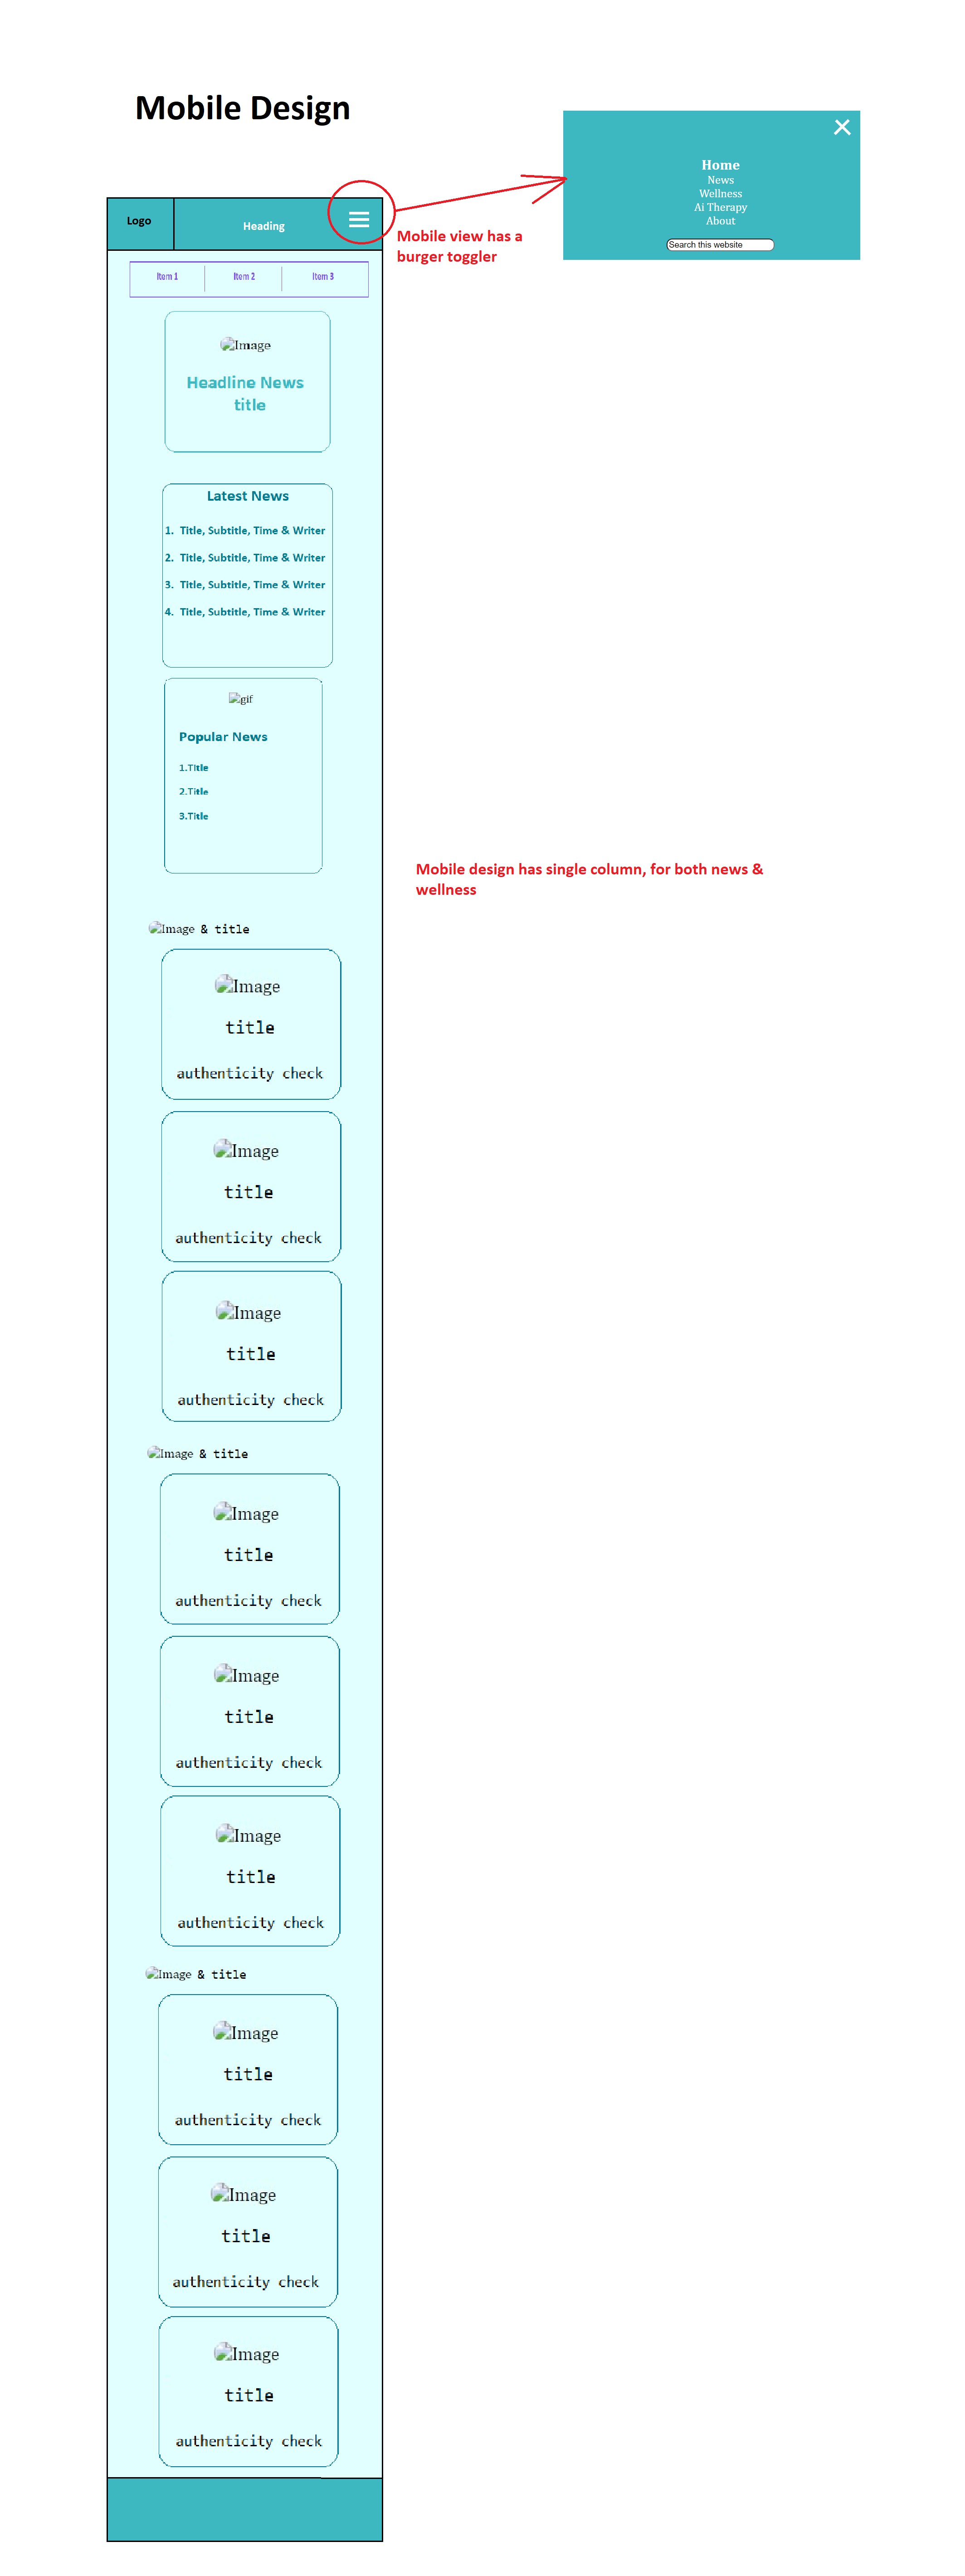 Mobile Design
Home
News
Wellness
Ai Therapy
About
Search this website
Logo
Heading
Mobile view has a
burger toggler
Item 1
Item 2
Item 3
Image
Headline News
title
Latest News
1. Title, Subtitle, Time & Writer
2. Title, Subtitle, Time & Writer
3. Title, Subtitle, Time & Writer
4. Title, Subtitle, Time & Writer
gif
Popular News
1.Title
2.Title
3.Title
Mobile design has single column, for both news &
wellness
Image & title
Image
title
authenticity check
Image
title
authenticity check
Image
title
authenticity check
Image & title
Image
title
authenticity check
Image
title
authenticity check
Image
title
authenticity check
Image & title
Image
title
authenticity check
Image
title
authenticity check
Image
title
authenticity check